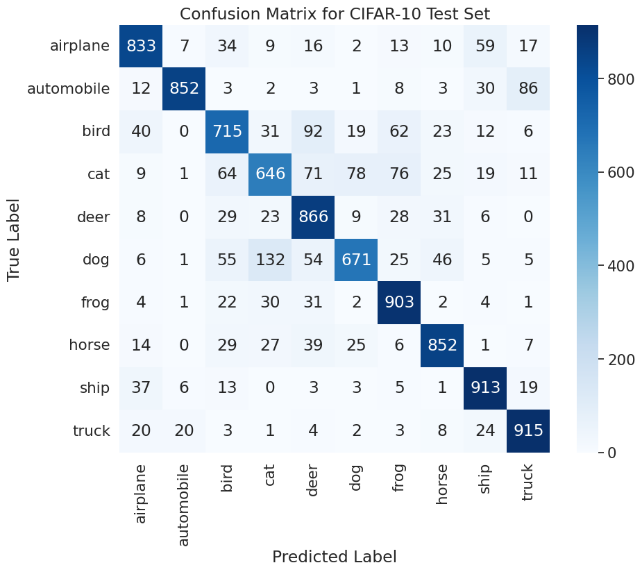 Confusion Matrix for CIFAR-10 Test Set
airplane 833 7 34 9 16 2 13 10 59 17
automobile 12 852 3 2 3 1 8 3 30 86
bird 40 0 715 31 92 19 62 23 12 6
cat 9 1 64 646 71 78 76 25 19 11
deer 8 0 29 23 866 9 28 31 6 0
dog 6 1 55 132 54 671 25 46 5 5
frog 4 1 22 30 31 2 903 2 4 1
horse 14 0 29 27 39 25 6 852 1 7
ship 37 6 13 0 3 3 5 1 913 19
truck 20 20 3 1 4 2 3 8 24 915
airplane automobile bird cat deer dog frog horse ship truck
Predicted Label
True Label
800
600
400
200
0